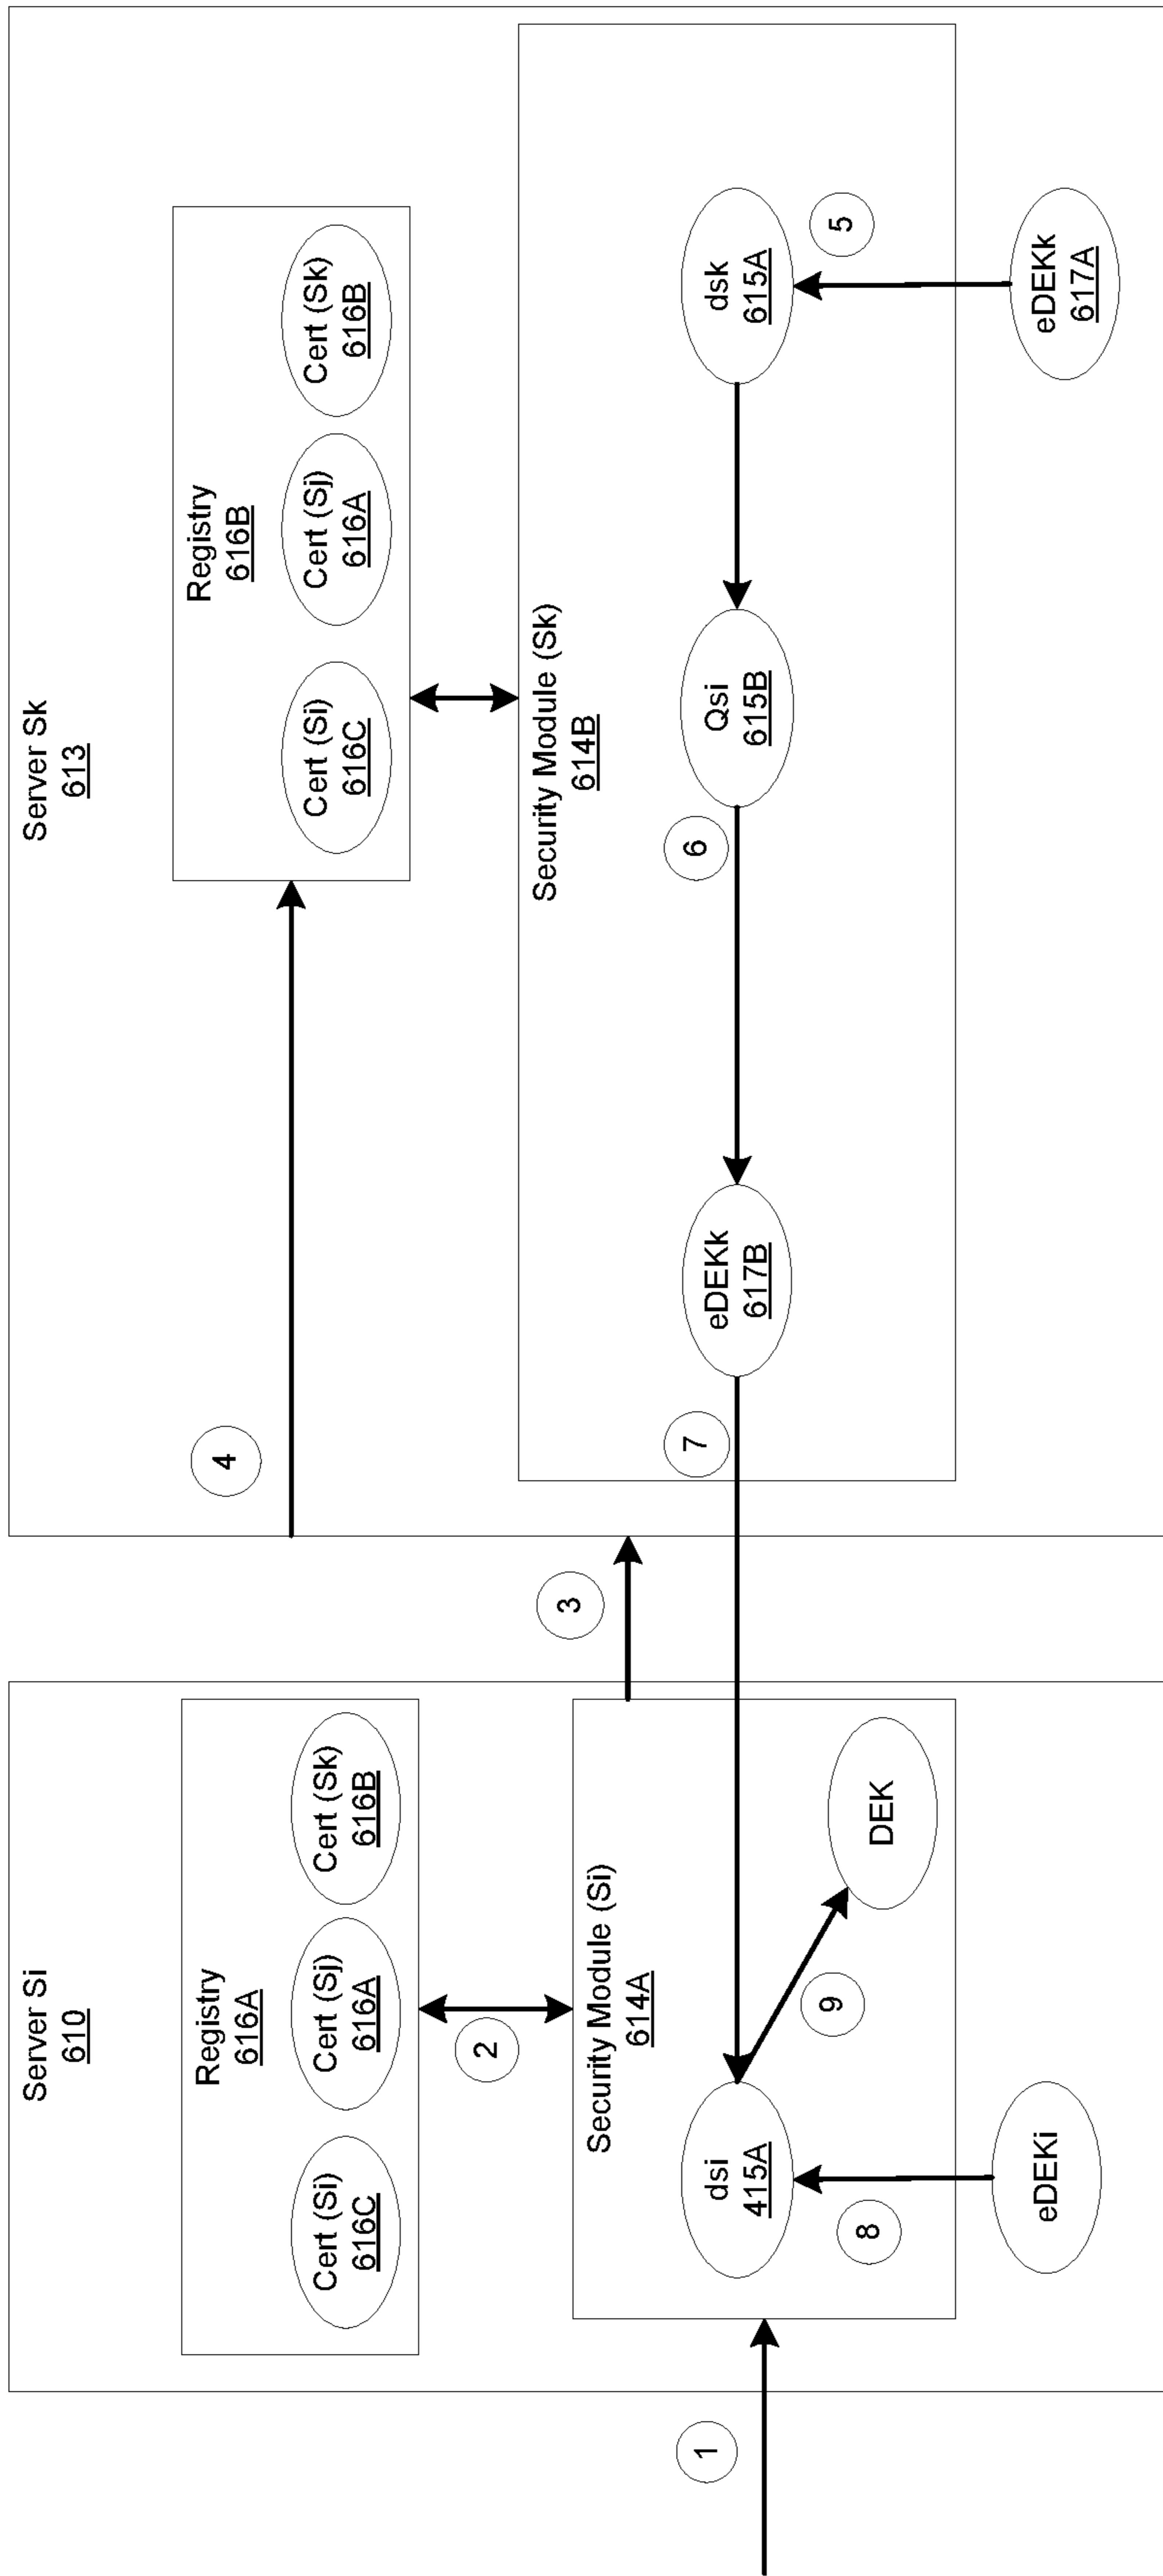 Server Si
610
Registry
616A
Cert (Si)
616C
Cert (Sj)
616A
Cert (Sk)
616B
2
Security Module (Si)
614A
1
dsi
415A
8
9
DEK
eDEKi
3
Server Sk
613
4
Registry
616B
Cert (Si)
616C
Cert (Sj)
616A
Cert (Sk)
616B
Security Module (Sk)
614B
7
eDEKk
617B
6
Qsi
615B
dsk
615A
5
eDEKk
617A